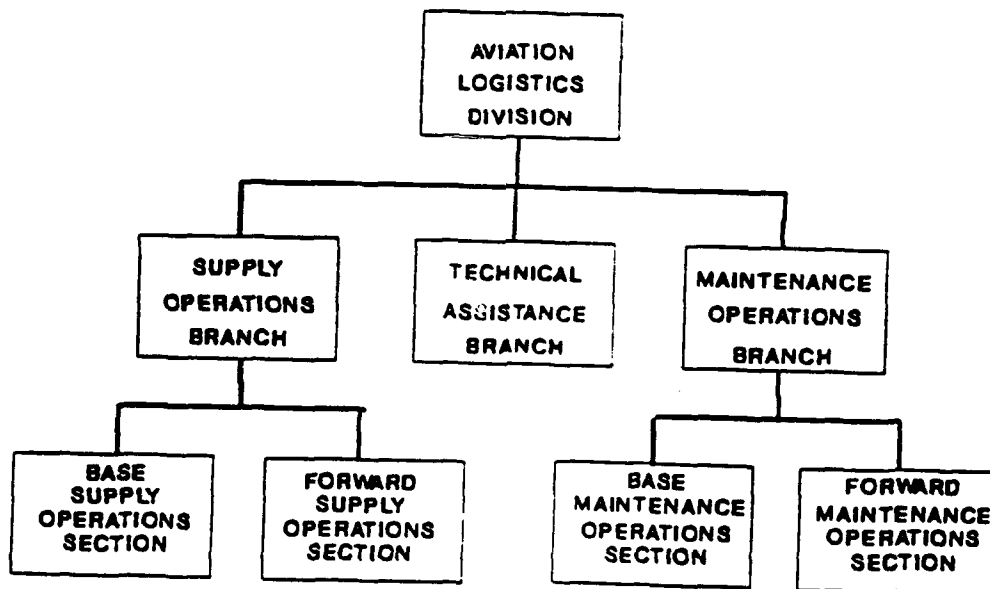 AVIATION
LOGISTICS
DIVISION
SUPPLY
OPERATIONS
BRANCH
TECHNICAL
ASSISTANCE
BRANCH
MAINTENANCE
OPERATIONS
BRANCH
BASE
SUPPLY
OPERATIONS
SECTION
FORWARD
SUPPLY
OPERATIONS
SECTION
BASE
MAINTENANCE
OPERATIONS
SECTION
FORWARD
MAINTENANCE
OPERATIONS
SECTION